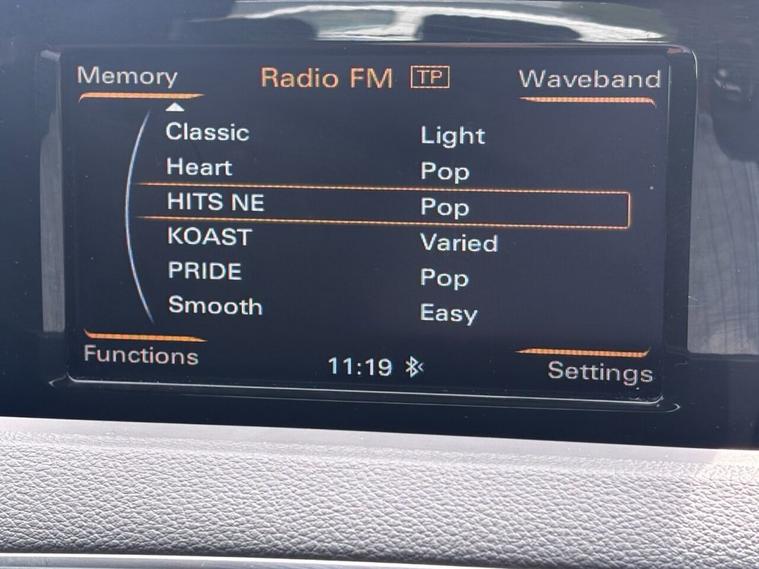 Memory Radio FM TP Waveband
Classic Light
Heart Pop
HITS NE Pop
KOAST Varied
PRIDE Pop
Smooth Easy
Functions 11:19 Settings